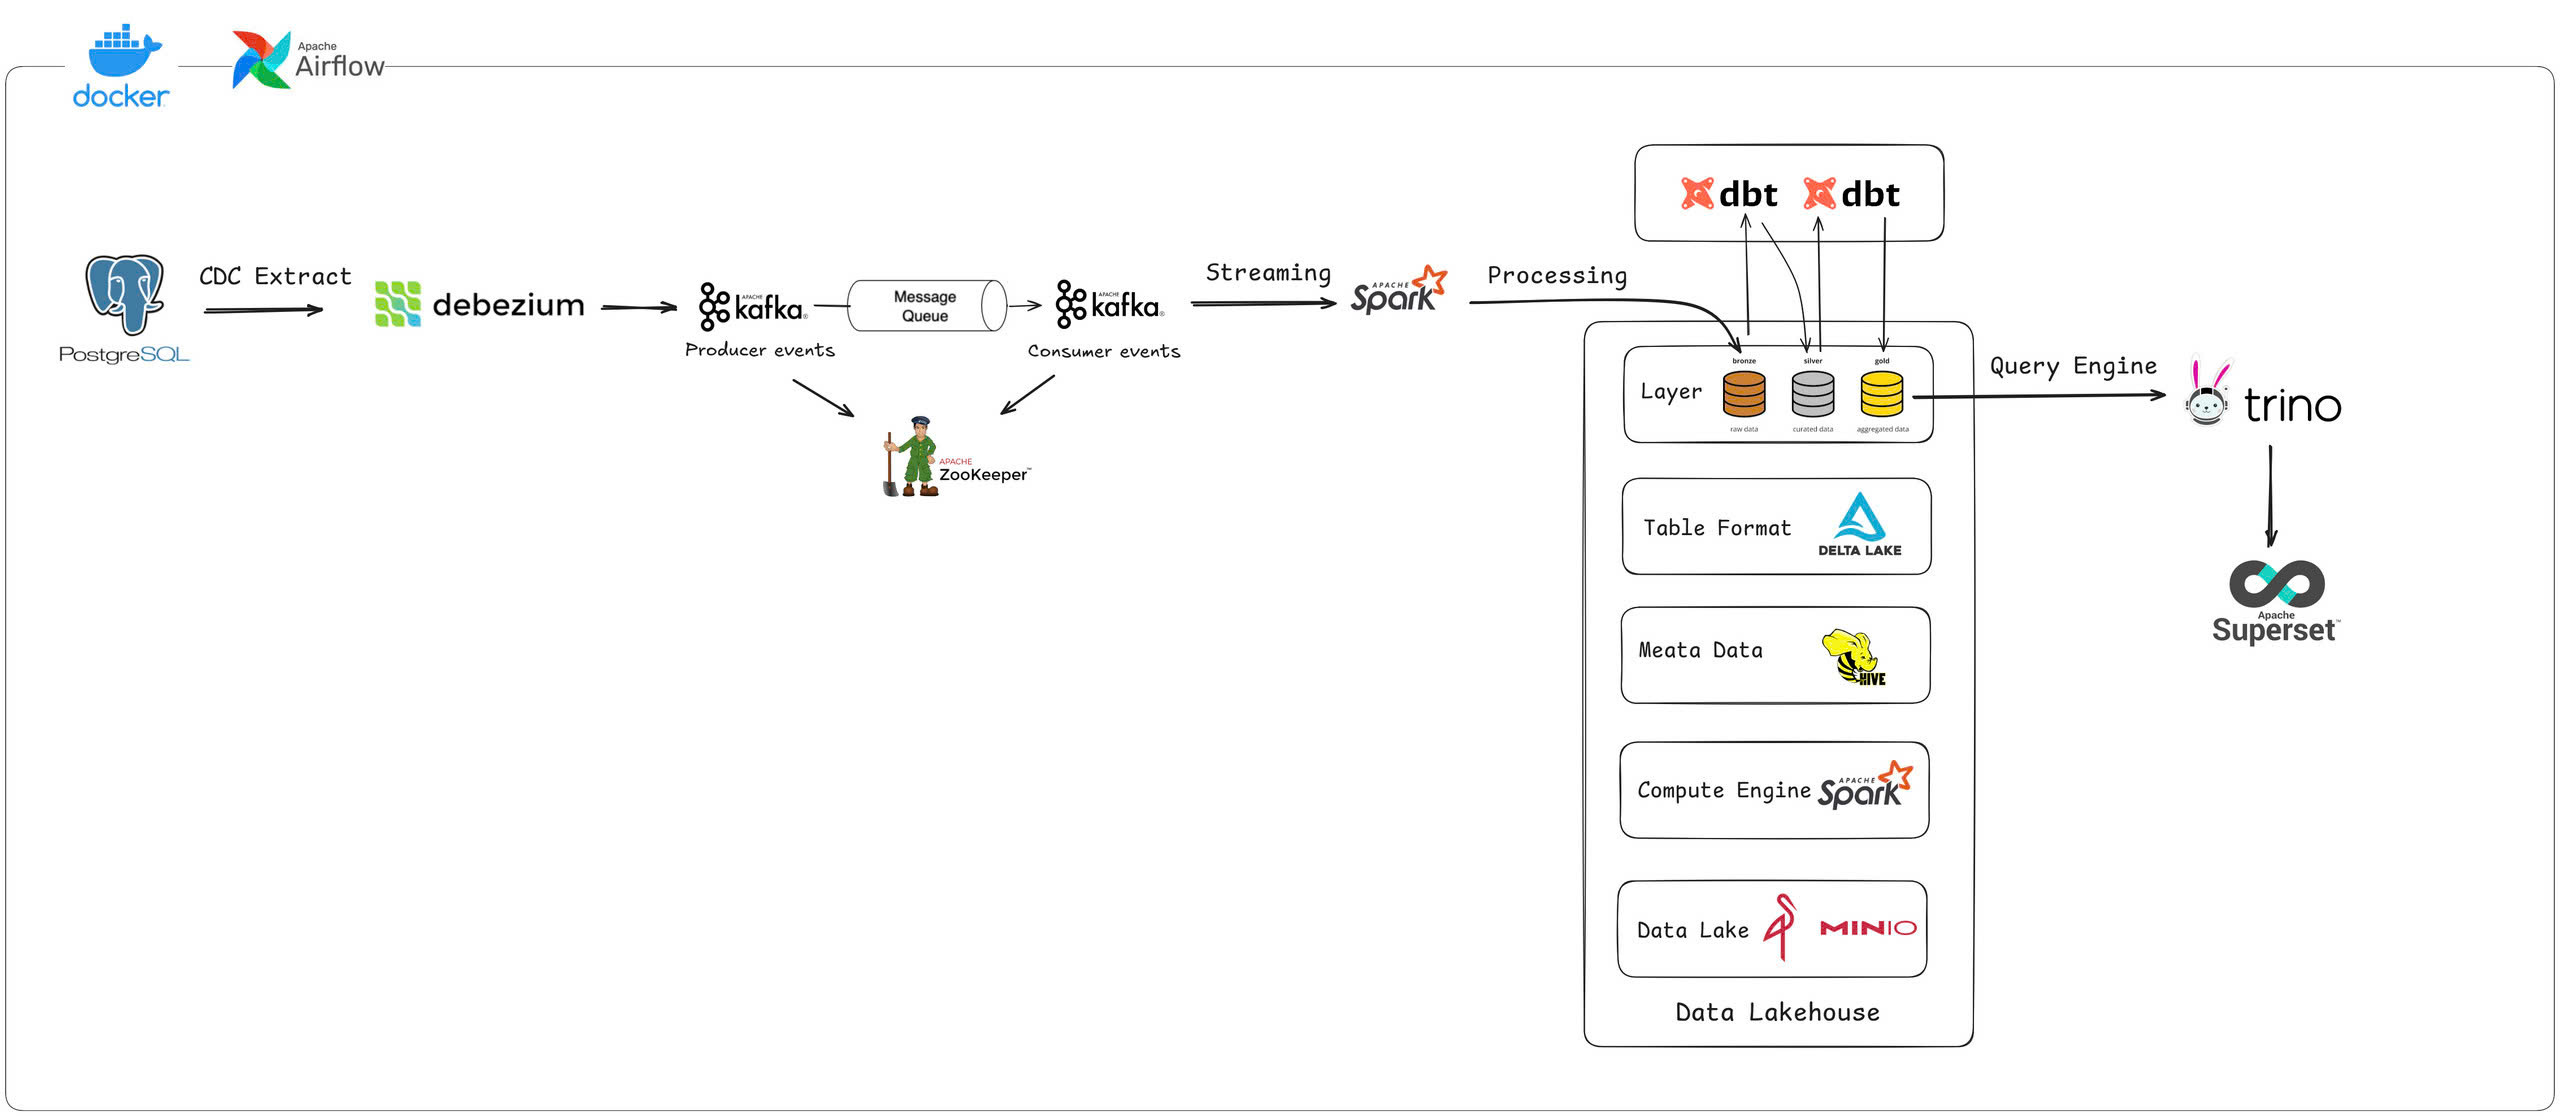 docker
Apache
Airflow
dbt
dbt
PostgreSQL
CDC Extract
debezium
APACHE
kafka®
Producer events
Message
Queue
APACHE
kafka®
Consumer events
APACHE
ZooKeeper™
Streaming
APACHE
Spark
Processing
Layer
bronze
silver
gold
raw data
curated data
aggregated data
Table Format
DELTA LAKE
Meata Data
HIVE
Compute Engine
APACHE
Spark
Data Lake
MINIO
Data Lakehouse
Query Engine
trino
Apache
Superset™